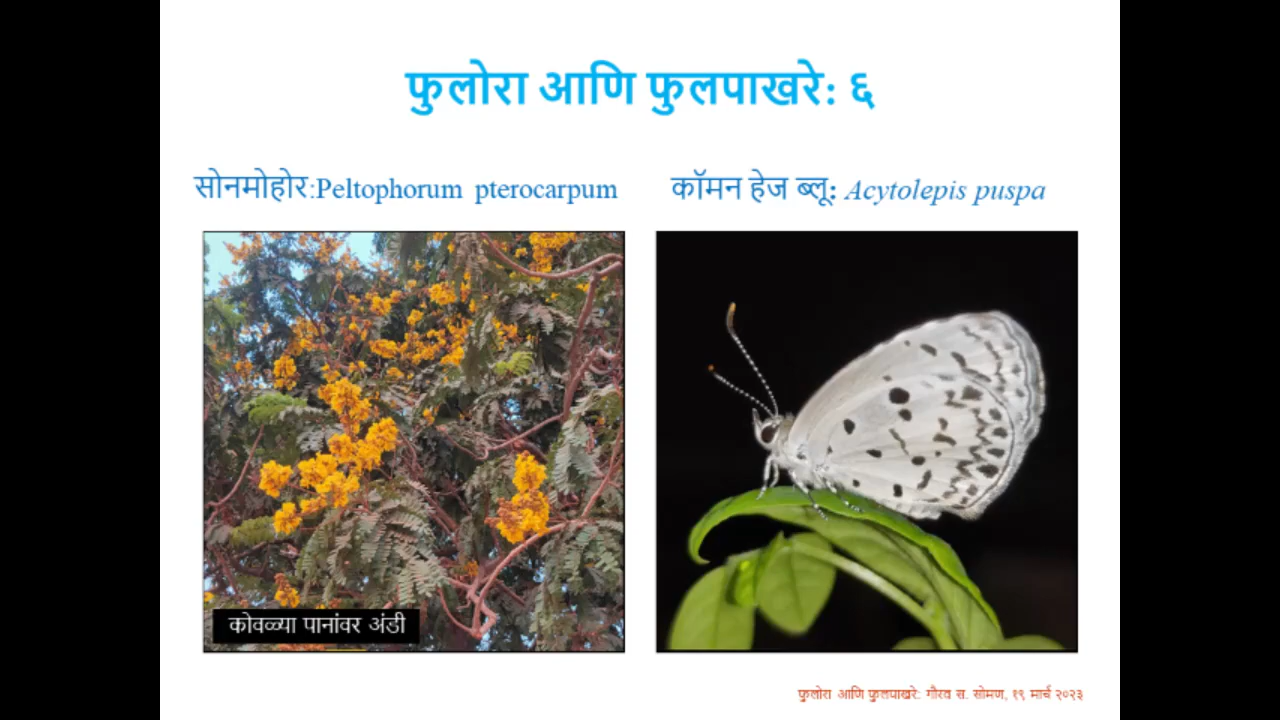 फुलोरा आणि फुलपाखरे: ६
सोनमोहोर:Peltophorum pterocarpum
कॉमन हेज ब्लू: Acytolepis puspa
कोवळ्या पानांवर अंडी
फुलोरा आणि फुलपाखरे: गौरव स. सोमण, १९ मार्च २०२३